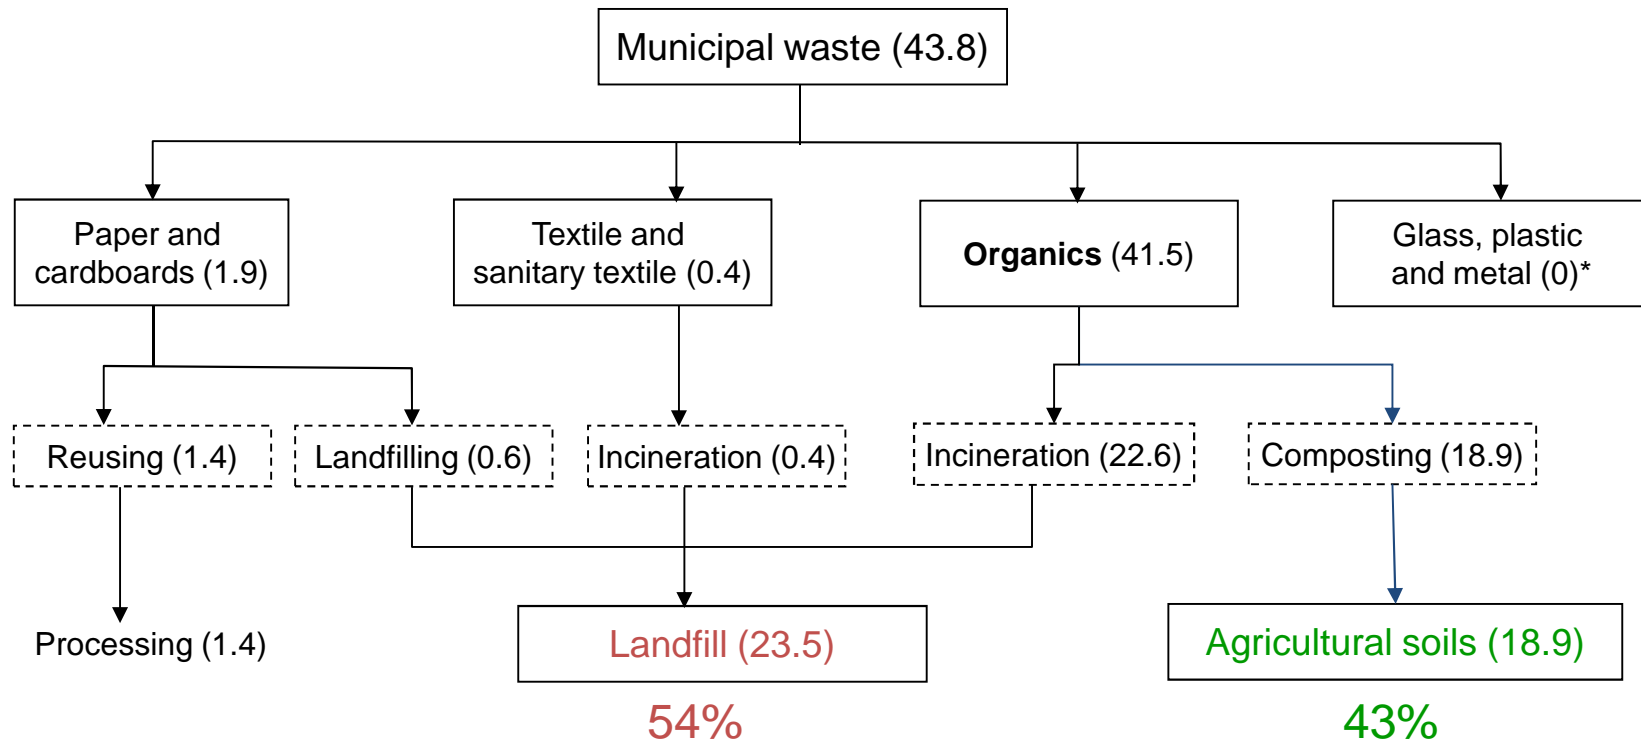 Municipal waste (43.8)
Paper and
cardboards (1.9)
Textile and
sanitary textile (0.4)
Organics (41.5)
Glass, plastic
and metal (0)*
Reusing (1.4)
Landfilling (0.6)
Incineration (0.4)
Incineration (22.6)
Composting (18.9)
Processing (1.4)
Landfill (23.5)
Agricultural soils (18.9)
54%
43%